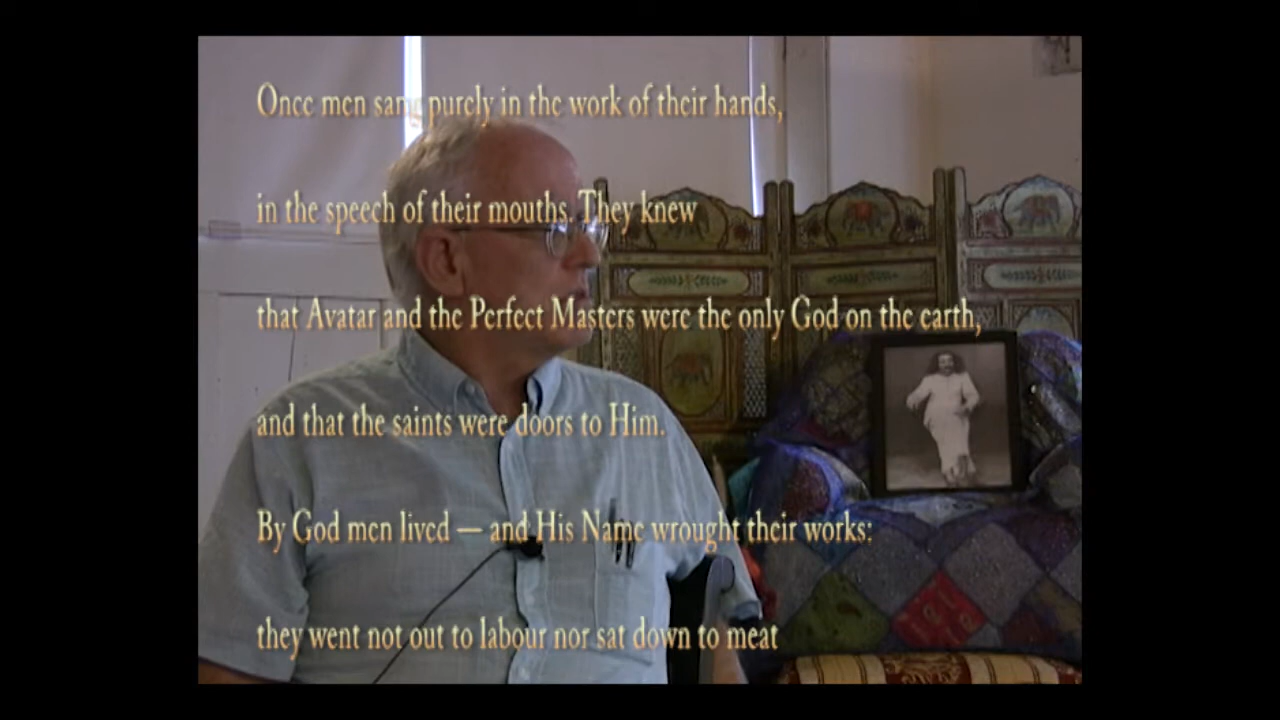 Once men sang purely in the work of their hands,
in the speech of their mouths. They knew
that Avatar and the Perfect Masters were the only God on the earth,
and that the saints were doors to Him.
By God men lived — and His Name wrought their works:
they went not out to labour nor sat down to meat